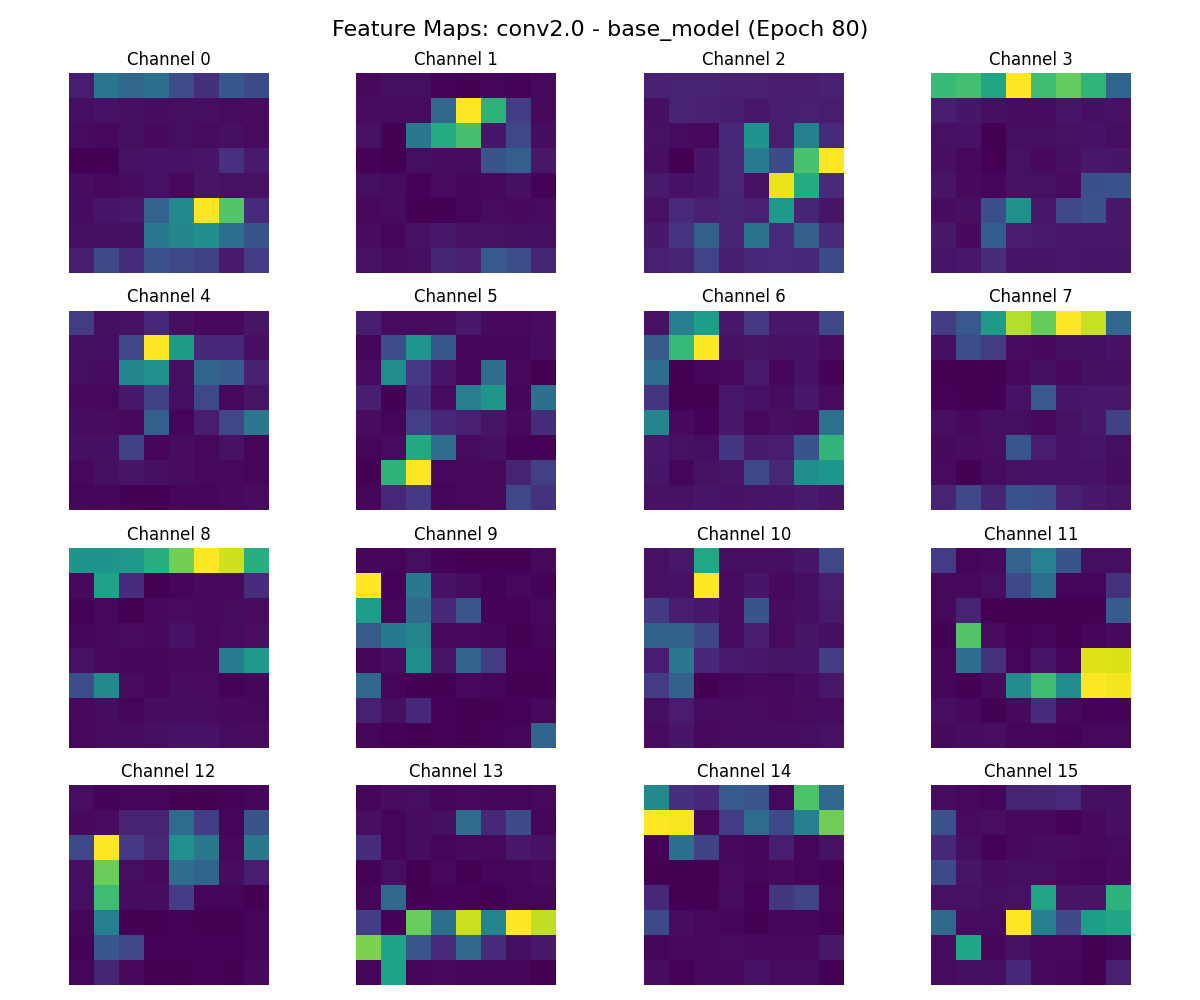 Feature Maps: conv2.0 - base_model (Epoch 80)
Channel 0
Channel 1
Channel 2
Channel 3
Channel 4
Channel 5
Channel 6
Channel 7
Channel 8
Channel 9
Channel 10
Channel 11
Channel 12
Channel 13
Channel 14
Channel 15